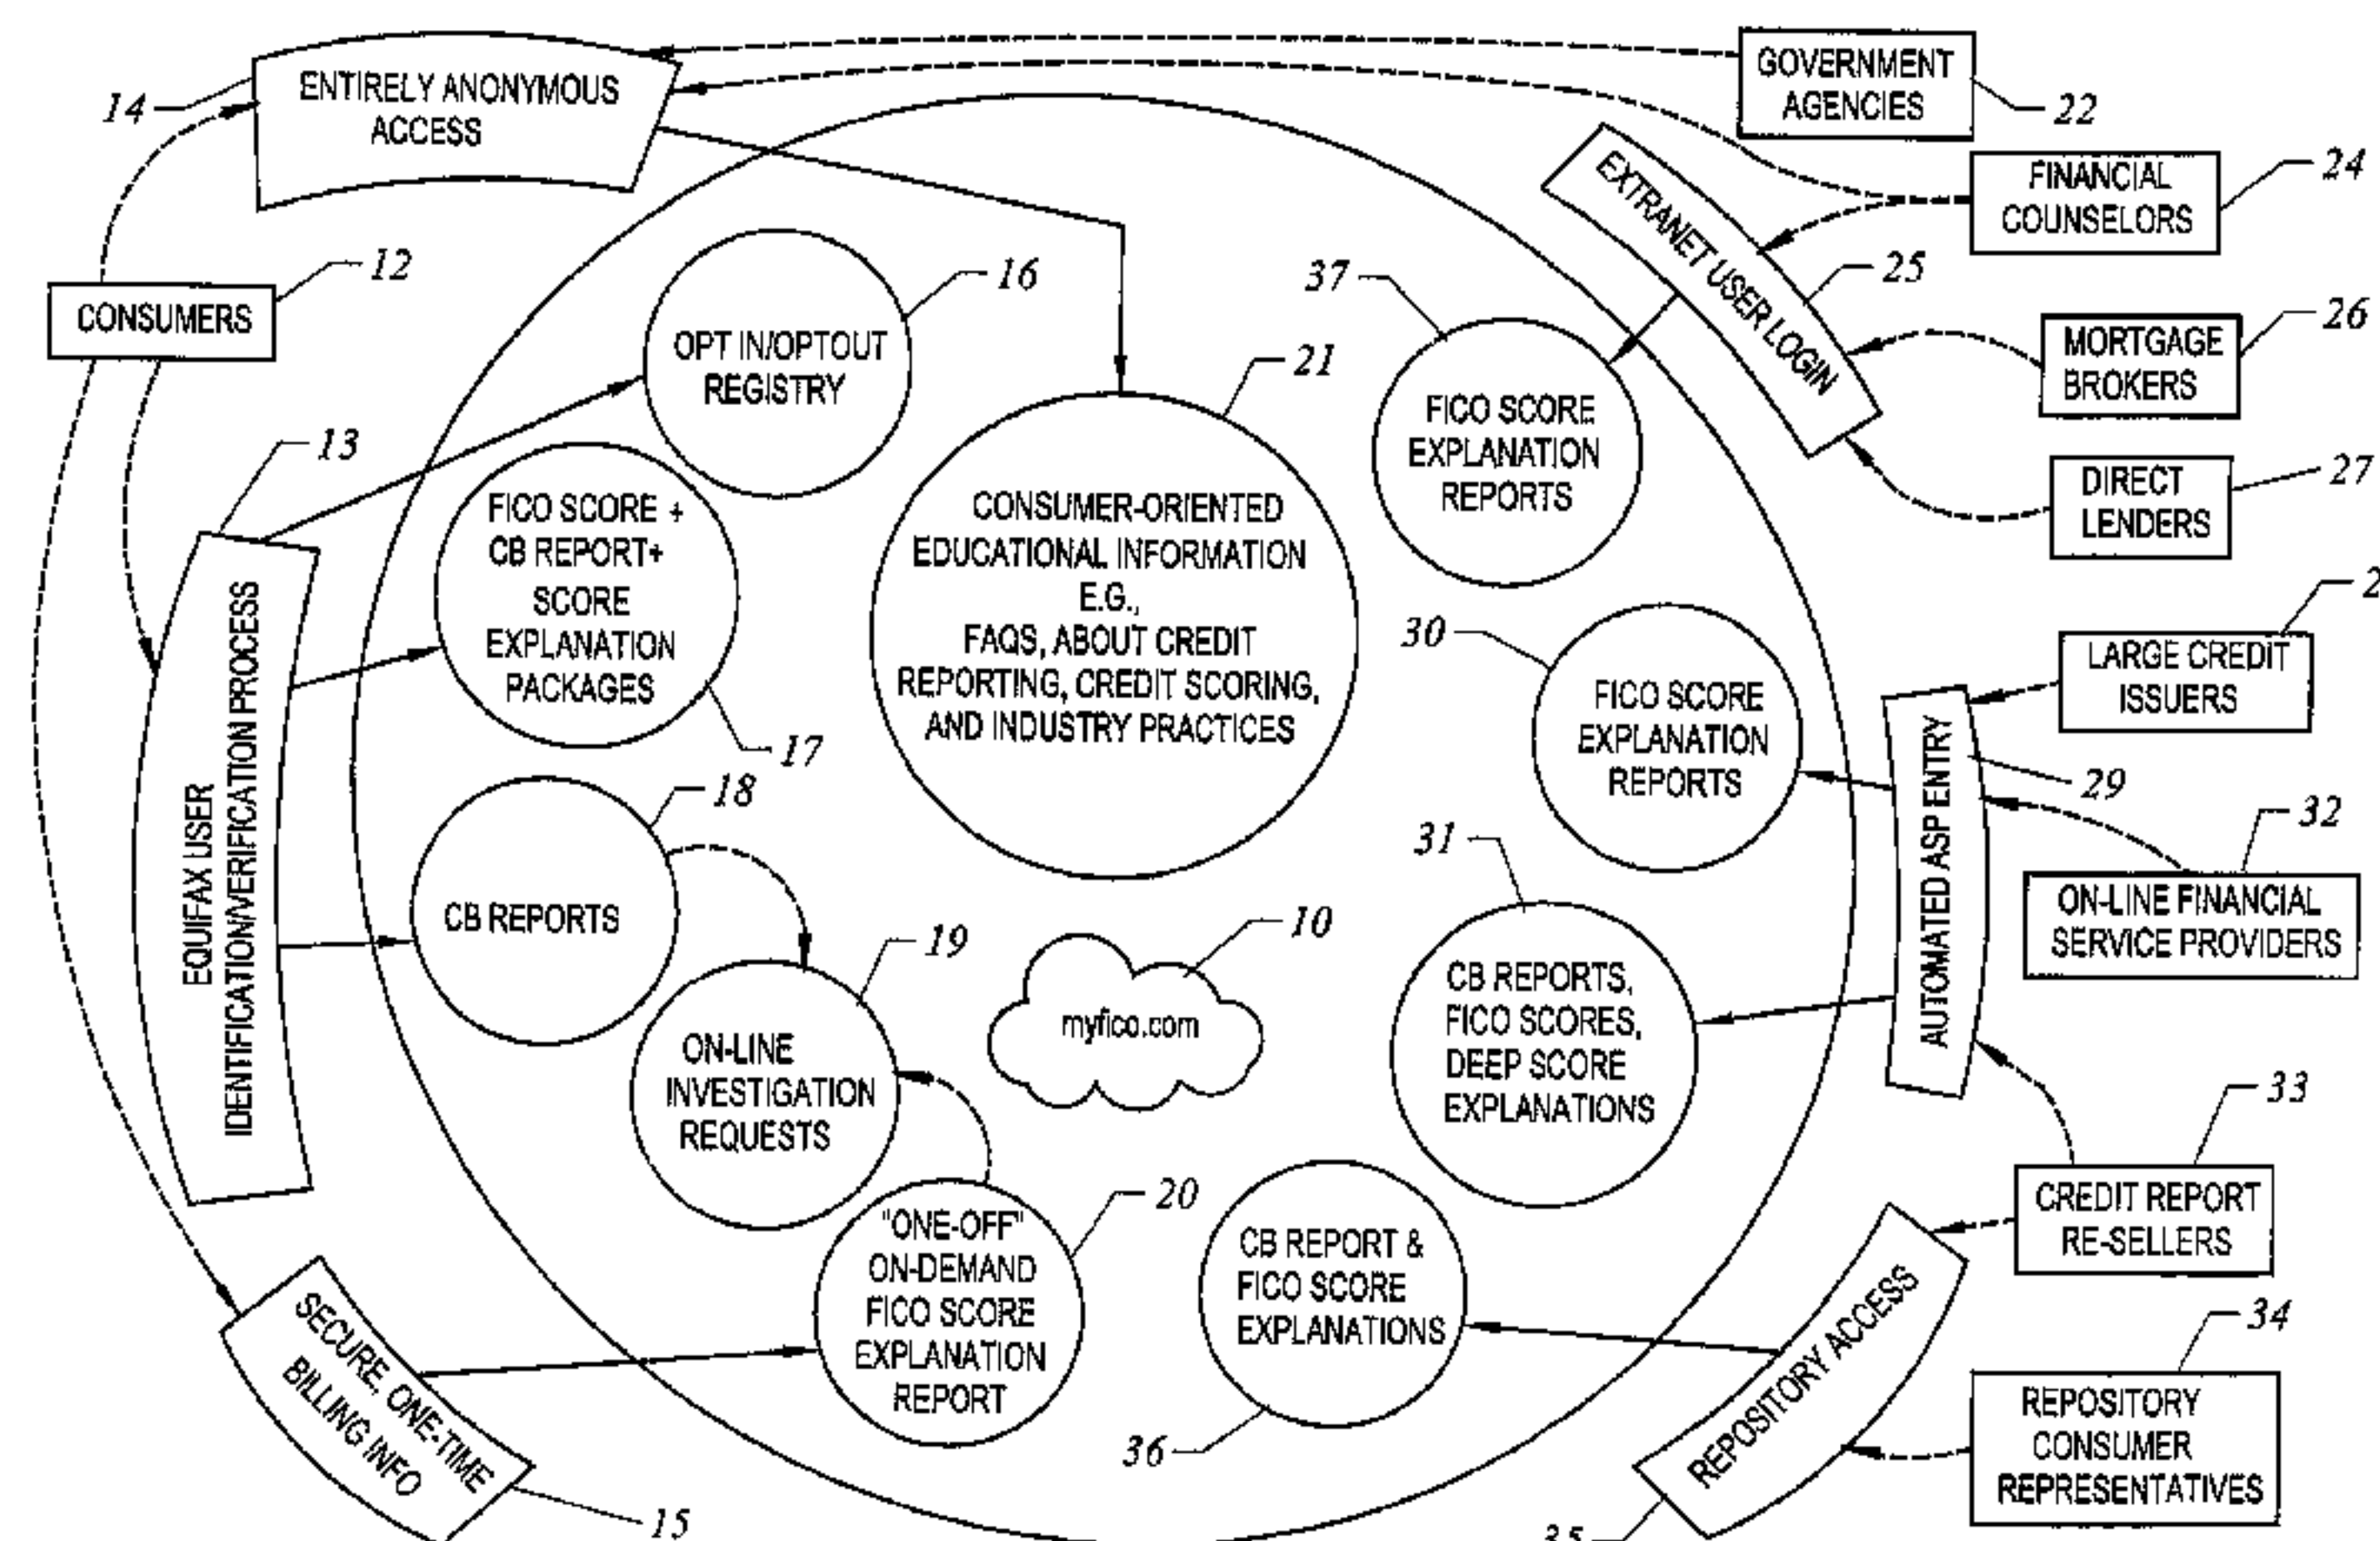 ENTIRELY ANONYMOUS
ACCESS
14
GOVERNMENT
AGENCIES
22
FINANCIAL
COUNSELORS
24
EXTRANET USER LOGIN
25
CONSUMERS
12
OPT IN/OPTOUT
REGISTRY
16
37
FICO SCORE
EXPLANATION
REPORTS
MORTGAGE
BROKERS
26
DIRECT
LENDERS
27
21
CONSUMER-ORIENTED
EDUCATIONAL INFORMATION
E.G.,
FAQS, ABOUT CREDIT
REPORTING, CREDIT SCORING,
AND INDUSTRY PRACTICES
13
EQUIFAX USER
IDENTIFICATION/VERIFICATION PROCESS
FICO SCORE +
CB REPORT+
SCORE
EXPLANATION
PACKAGES
17
30
FICO SCORE
EXPLANATION
REPORTS
2
LARGE CREDIT
ISSUERS
AUTOMATED ASP ENTRY
29
18
CB REPORTS
32
ON-LINE FINANCIAL
SERVICE PROVIDERS
31
CB REPORTS,
FICO SCORES,
DEEP SCORE
EXPLANATIONS
19
ON-LINE
INVESTIGATION
REQUESTS
10
myfico.com
33
CREDIT REPORT
RE-SELLERS
20
"ONE-OFF"
ON-DEMAND
FICO SCORE
EXPLANATION
REPORT
CB REPORT &
FICO SCORE
EXPLANATIONS
36
34
REPOSITORY
CONSUMER
REPRESENTATIVES
REPOSITORY ACCESS
35
SECURE, ONE-TIME
BILLING INFO
15